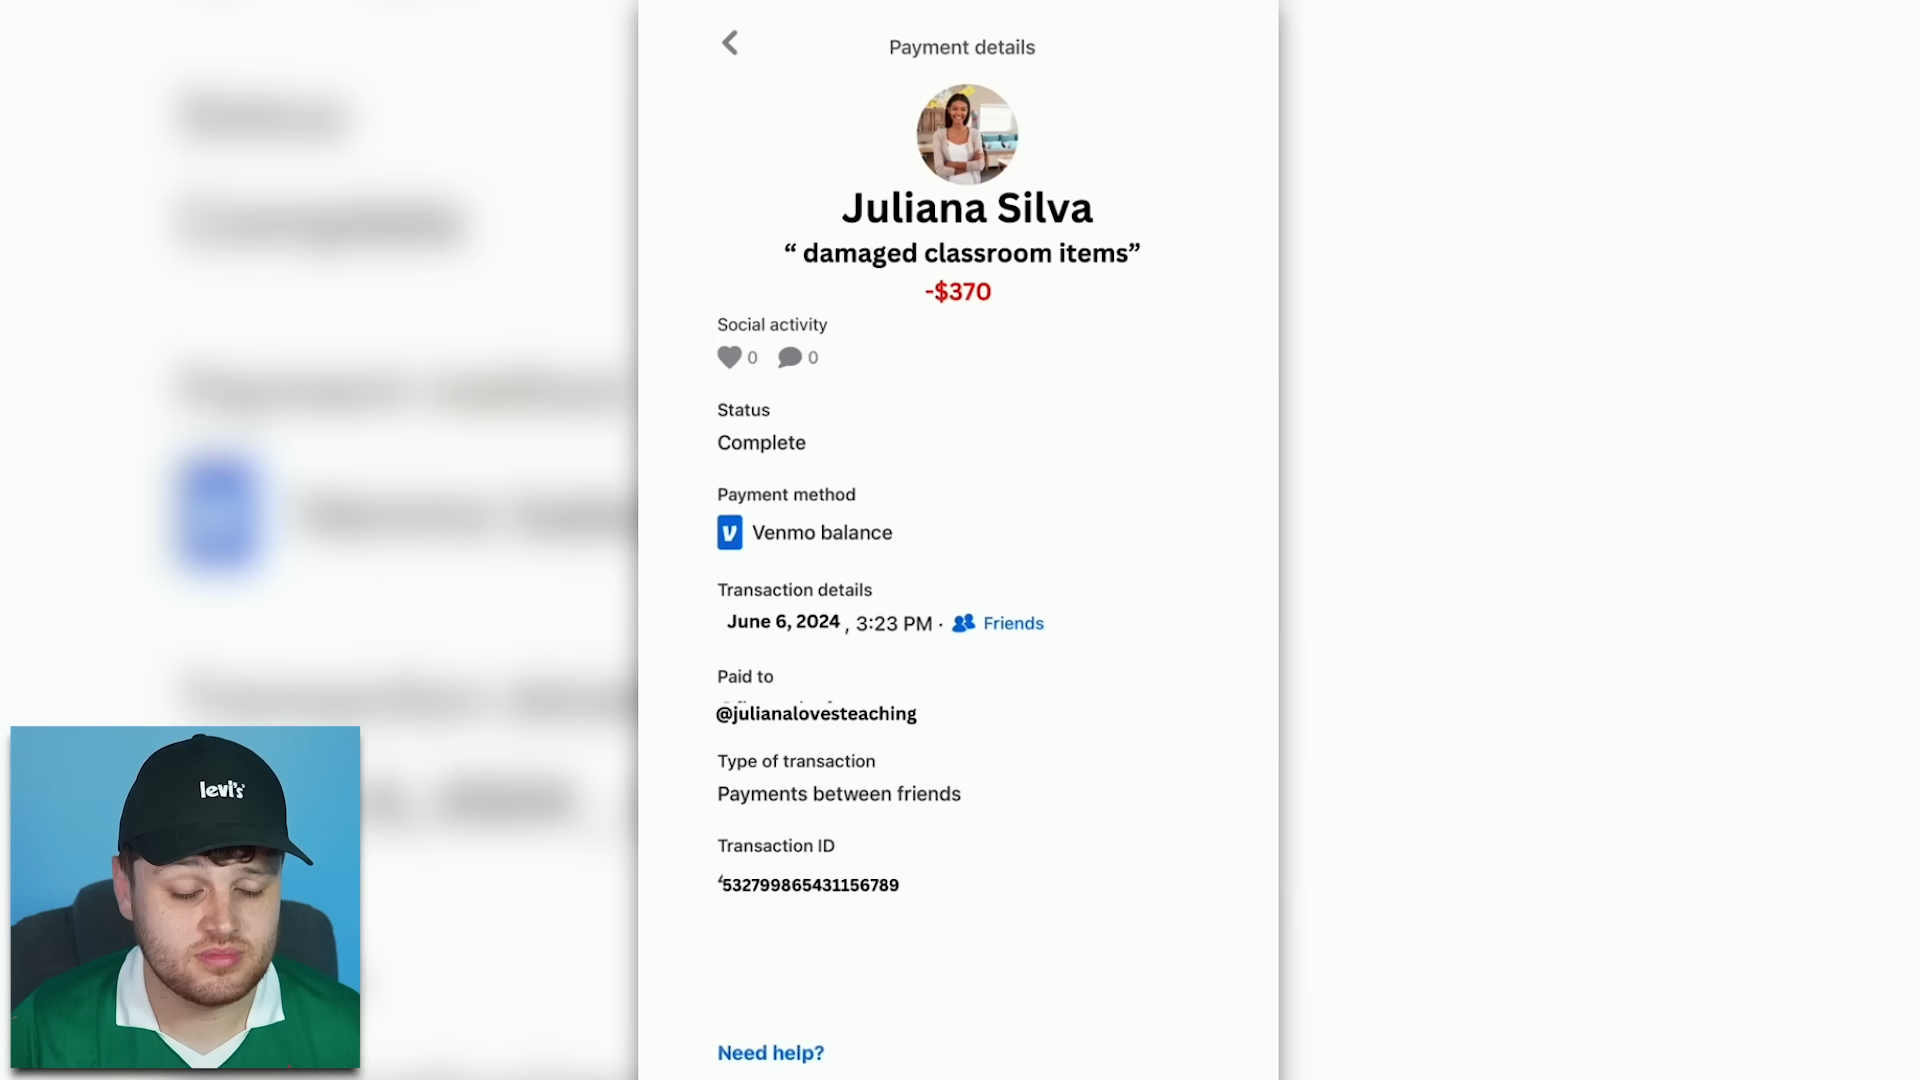 Payment details
Juliana Silva
“ damaged classroom items”
-$370
Social activity
0 0
Status
Complete
Payment method
Venmo balance
Transaction details
June 6, 2024 , 3:23 PM · Friends
Paid to
@julianalovesteaching
Type of transaction
Payments between friends
Transaction ID
532799865431156789
Need help?
levi's